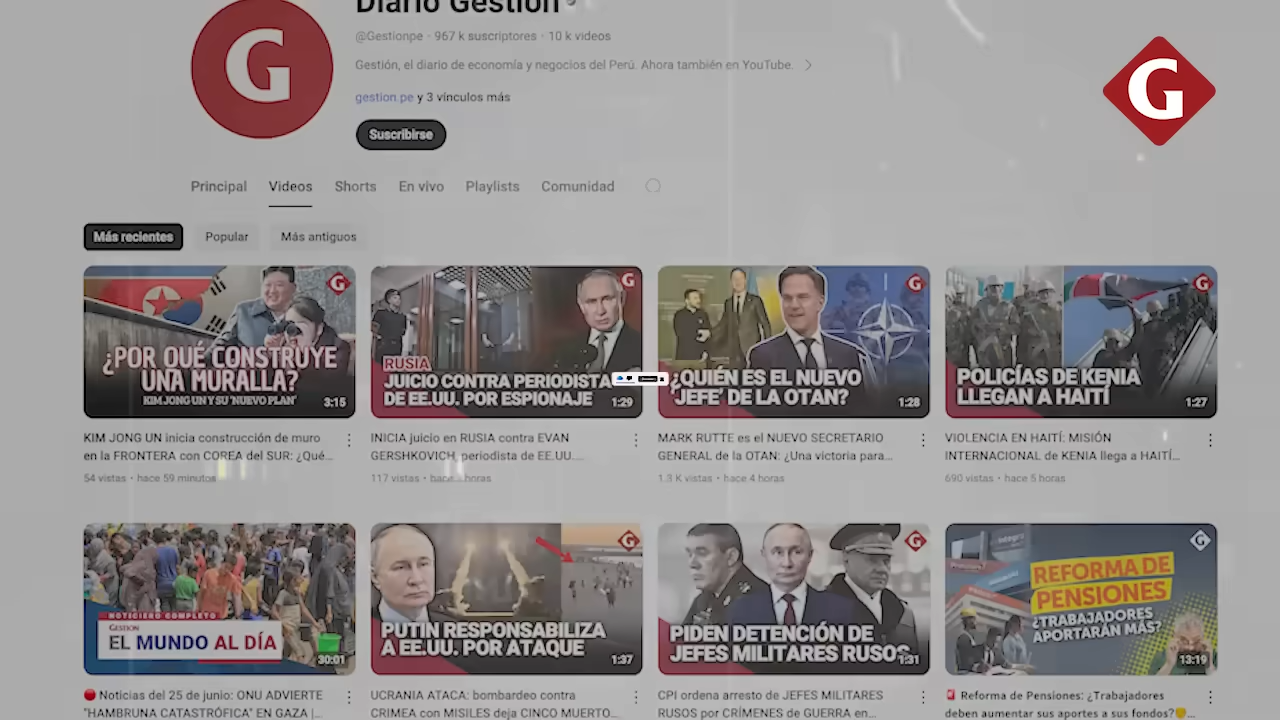 Diario Gestión
G
G
@Gestionpe · 967 k suscriptores · 10 k videos
Gestión, el diario de economía y negocios del Perú. Ahora también en YouTube.
gestion.pe y 3 vínculos más
Suscribirse
Principal Videos Shorts En vivo Playlists Comunidad
Más recientes Popular Más antiguos
G
¿POR QUÉ CONSTRUYE
UNA MURALLA?
KIM JONG UN Y SU 'NUEVO PLAN'
3:15
G
RUSIA
JUICIO CONTRA PERIODISTA
DE EE.UU. POR ESPIONAJE
1:29
G
¿QUIÉN ES EL NUEVO
'JEFE' DE LA OTAN?
1:28
G
POLICÍAS DE KENIA
LLEGAN A HAITÍ
1:27
KIM JONG UN inicia construcción de muro
en la FRONTERA con COREA del SUR: ¿Qué...
54 vistas · hace 59 minutos
INICIA juicio en RUSIA contra EVAN
GERSHKOVICH, periodista de EE.UU....
117 vistas · hace horas
MARK RUTTE es el NUEVO SECRETARIO
GENERAL de la OTAN: ¿Una victoria para...
1.3 K vistas · hace 4 horas
VIOLENCIA EN HAITÍ: MISIÓN
INTERNACIONAL de KENIA llega a HAITÍ...
690 vistas · hace 5 horas
NOTICIERO COMPLETO
GESTIÓN
EL MUNDO AL DÍA
30:01
G
PUTIN RESPONSABILIZA
A EE.UU. POR ATAQUE
1:37
G
PIDEN DETENCIÓN DE
JEFES MILITARES RUSOS
1:31
G
Integra
REFORMA DE
PENSIONES
¿TRABAJADORES
APORTARÁN MÁS?
13:19
Noticias del 25 de junio: ONU ADVIERTE
"HAMBRUNA CATASTRÓFICA" EN GAZA |...
UCRANIA ATACA: bombardeo contra
CRIMEA con MISILES deja CINCO MUERTO...
CPI ordena arresto de JEFES MILITARES
RUSOS por CRÍMENES de GUERRA en...
Reforma de Pensiones: ¿Trabajadores
deben aumentar sus aportes a sus fondos?...